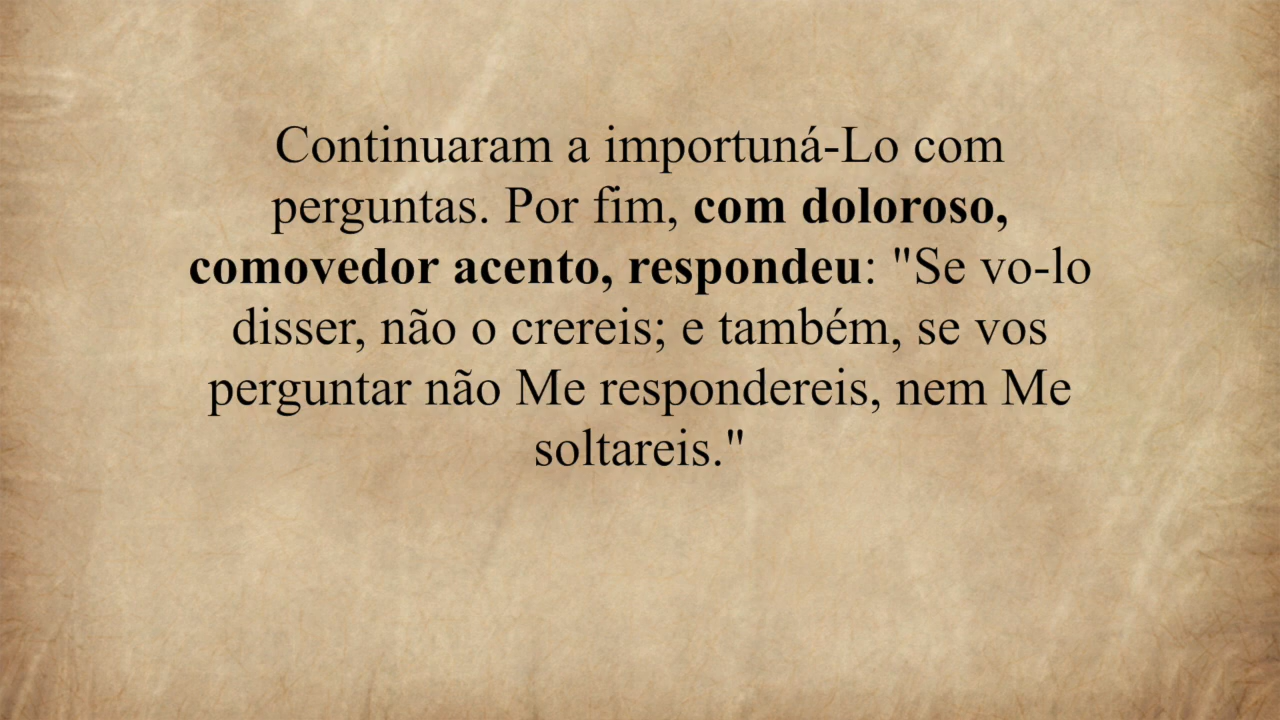 Continuaram a importuná-Lo com
perguntas. Por fim, com doloroso,
comovedor acento, respondeu: "Se vo-lo
disser, não o crereis; e também, se vos
perguntar não Me respondereis, nem Me
soltareis."